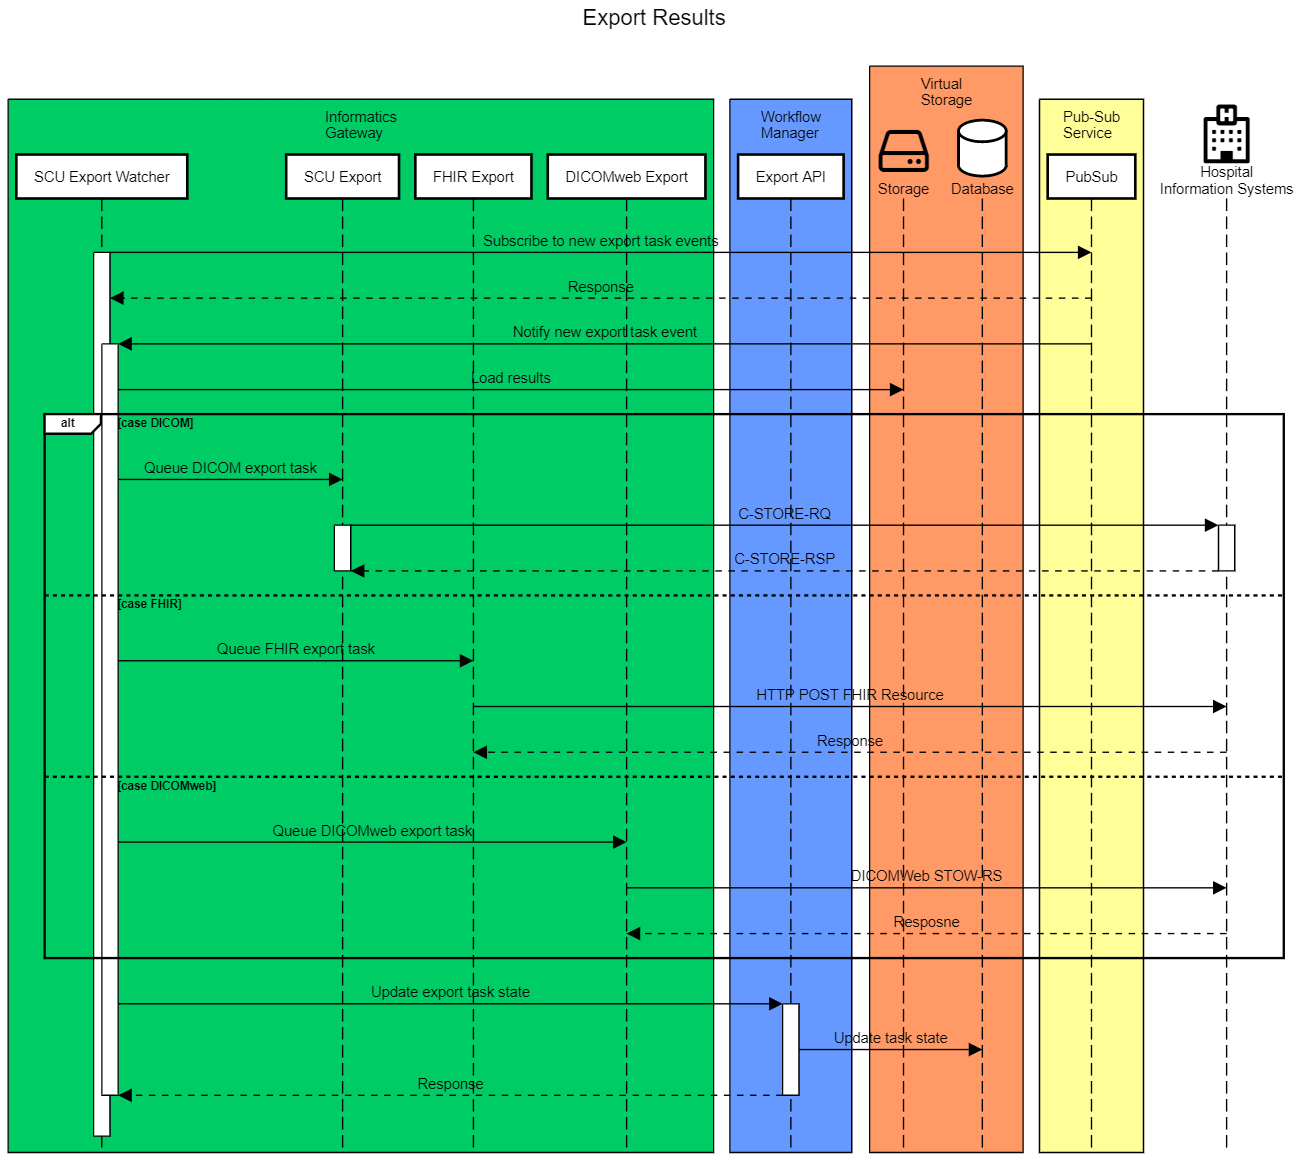 Export Results
Informatics
Gateway
Workflow
Manager
Virtual
Storage
Pub-Sub
Service
SCU Export Watcher
SCU Export
FHIR Export
DICOMweb Export
Export API
Storage
Database
PubSub
Hospital
Information Systems
Subscribe to new export task events
Response
Notify new export task event
Load results
alt
[case DICOM]
Queue DICOM export task
C-STORE-RQ
C-STORE-RSP
[case FHIR]
Queue FHIR export task
HTTP POST FHIR Resource
Response
[case DICOMweb]
Queue DICOMweb export task
DICOMWeb STOW-RS
Resposne
Update export task state
Update task state
Response